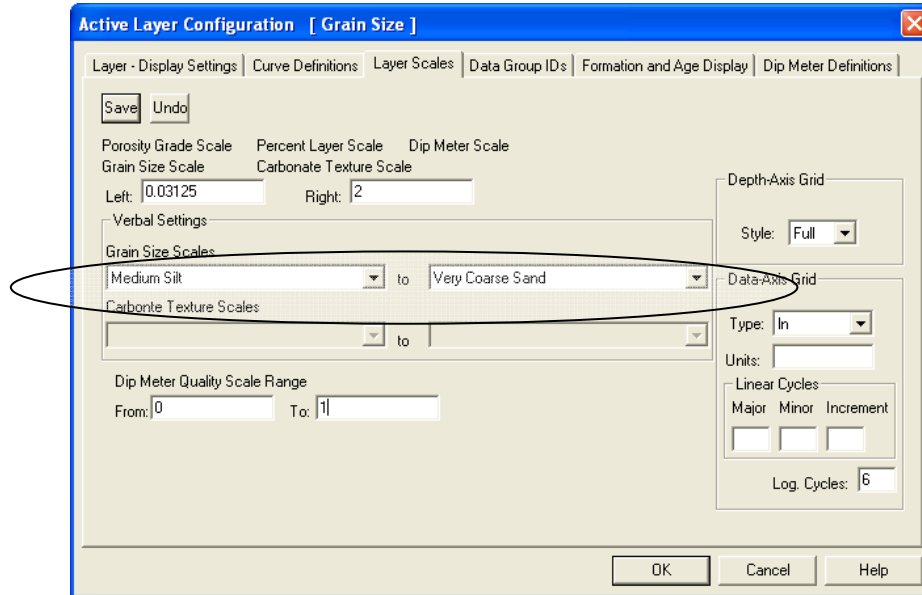 Active Layer Configuration [ Grain Size ]
Layer - Display Settings Curve Definitions Layer Scales Data Group IDs Formation and Age Display Dip Meter Definitions
Save Undo
Porosity Grade Scale Percent Layer Scale Dip Meter Scale
Grain Size Scale Carbonate Texture Scale
Left: 0.03125 Right: 2
Verbal Settings
Grain Size Scales
Medium Silt to Very Coarse Sand
Carbonte Texture Scales
to
Dip Meter Quality Scale Range
From: 0 To: 1
Depth-Axis Grid
Style: Full
Data-Axis Grid
Type: ln
Units:
Linear Cycles
Major Minor Increment
Log. Cycles: 6
OK Cancel Help